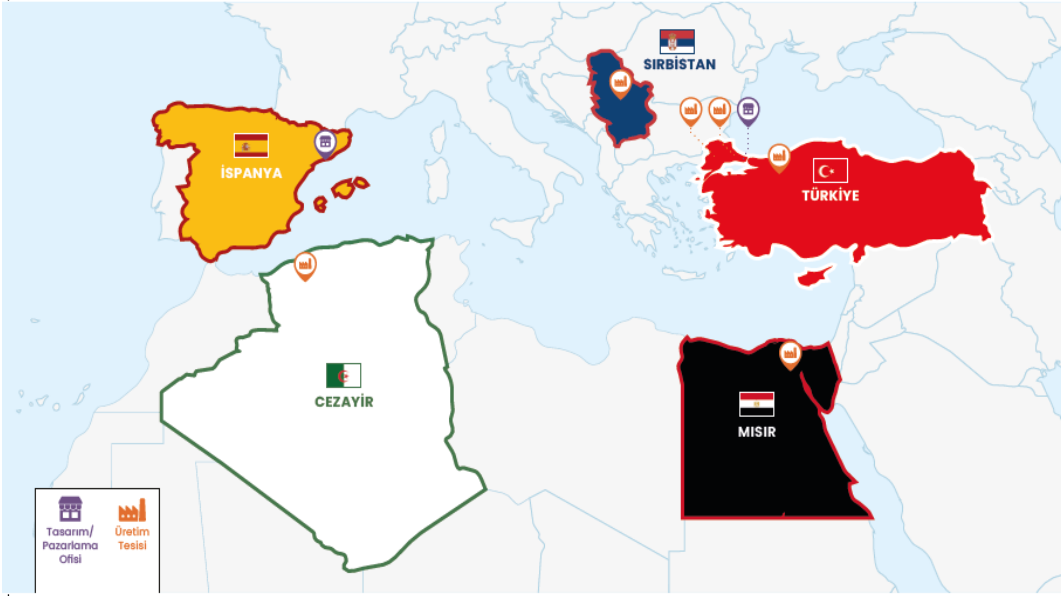 SIRBİSTAN
İSPANYA
TÜRKİYE
CEZAYİR
MISIR
Tasarım/
Pazarlama
Ofisi
Üretim
Tesisi